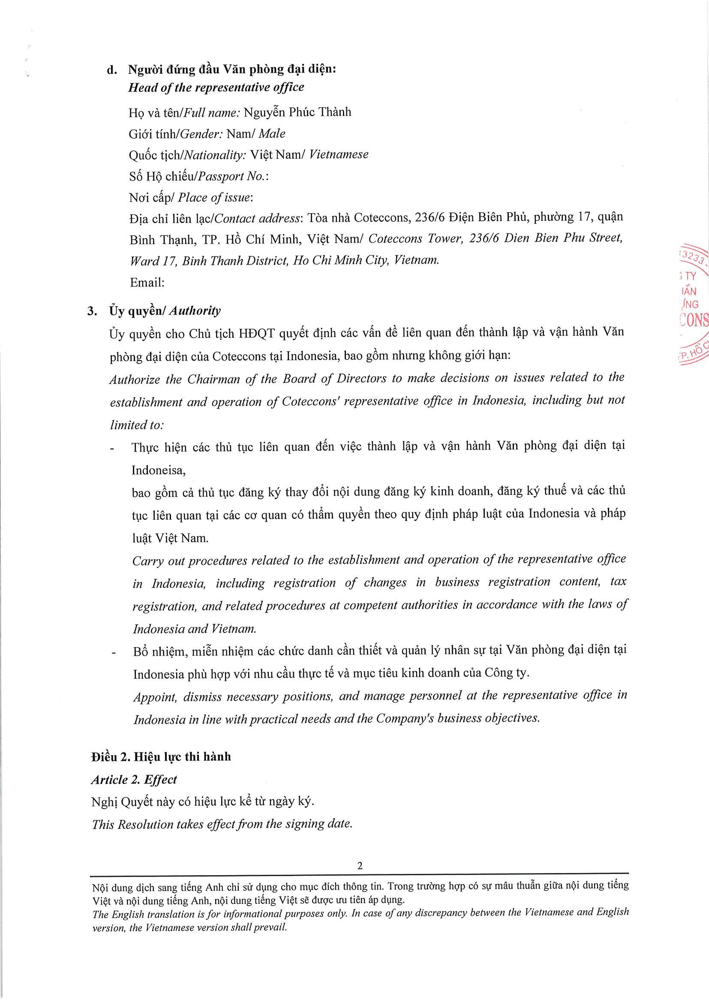 d. Người đứng đầu Văn phòng đại diện:
Head of the representative office
Họ và tên/Full name: Nguyễn Phúc Thành
Giới tính/Gender: Nam/ Male
Quốc tịch/Nationality: Việt Nam/ Vietnamese
Số Hộ chiếu/Passport No.:
Nơi cấp/ Place of issue:
Địa chỉ liên lạc/Contact address: Tòa nhà Coteccons, 236/6 Điện Biên Phủ, phường 17, quận
Bình Thạnh, TP. Hồ Chí Minh, Việt Nam/ Coteccons Tower, 236/6 Dien Bien Phu Street,
Ward 17, Binh Thanh District, Ho Chi Minh City, Vietnam.
Email:
3233
TY
CONS
TP. HỒ C
3. Ủy quyền/ Authority
Ủy quyền cho Chủ tịch HĐQT quyết định các vấn đề liên quan đến thành lập và vận hành Văn
phòng đại diện của Coteccons tại Indonesia, bao gồm nhưng không giới hạn:
Authorize the Chairman of the Board of Directors to make decisions on issues related to the
establishment and operation of Coteccons' representative office in Indonesia, including but not
limited to:
- Thực hiện các thủ tục liên quan đến việc thành lập và vận hành Văn phòng đại diện tại
Indoneisa,
bao gồm cả thủ tục đăng ký thay đổi nội dung đăng ký kinh doanh, đăng ký thuế và các thủ
tục liên quan tại các cơ quan có thẩm quyền theo quy định pháp luật của Indonesia và pháp
luật Việt Nam.
Carry out procedures related to the establishment and operation of the representative office
in Indonesia, including registration of changes in business registration content, tax
registration, and related procedures at competent authorities in accordance with the laws of
Indonesia and Vietnam.
- Bổ nhiệm, miễn nhiệm các chức danh cần thiết và quản lý nhân sự tại Văn phòng đại diện tại
Indonesia phù hợp với nhu cầu thực tế và mục tiêu kinh doanh của Công ty.
Appoint, dismiss necessary positions, and manage personnel at the representative office in
Indonesia in line with practical needs and the Company's business objectives.
Điều 2. Hiệu lực thi hành
Article 2. Effect
Nghị Quyết này có hiệu lực kể từ ngày ký.
This Resolution takes effect from the signing date.
2
Nội dung dịch sang tiếng Anh chỉ sử dụng cho mục đích thông tin. Trong trường hợp có sự mâu thuẫn giữa nội dung tiếng
Việt và nội dung tiếng Anh, nội dung tiếng Việt sẽ được ưu tiên áp dụng.
The English translation is for informational purposes only. In case of any discrepancy between the Vietnamese and English
version, the Vietnamese version shall prevail.